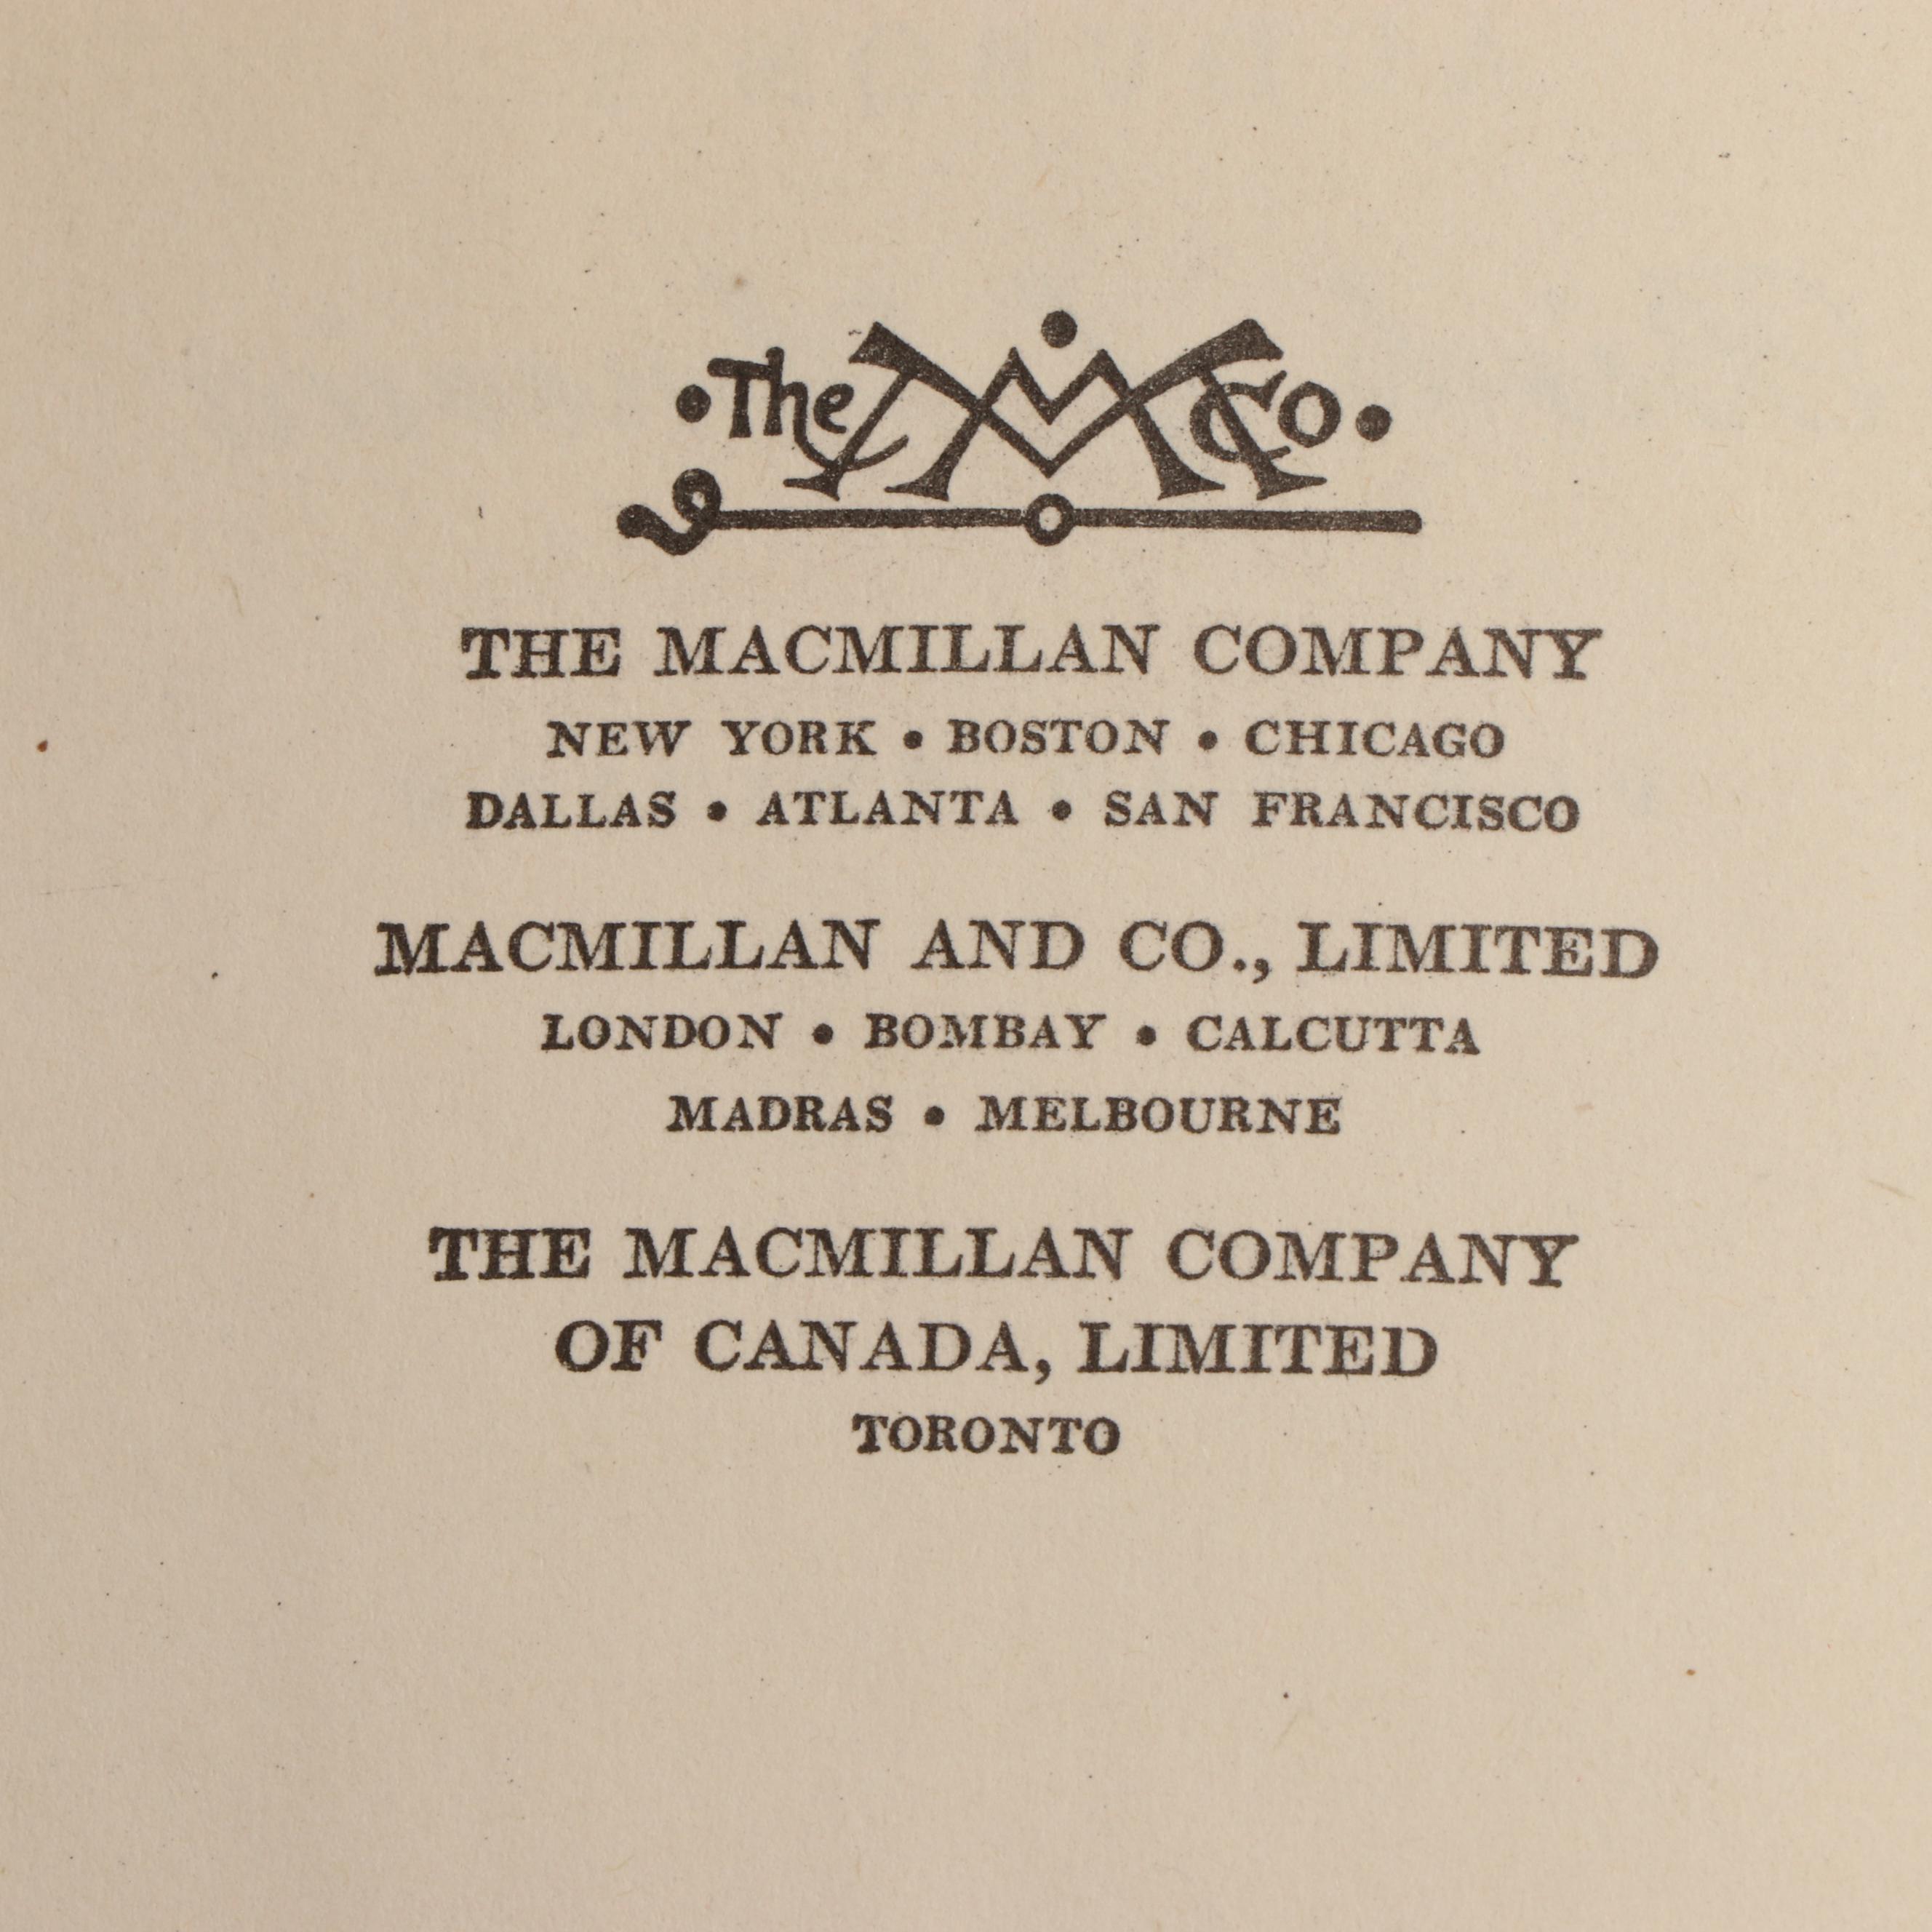 •The MM Co•
THE MACMILLAN COMPANY
NEW YORK • BOSTON • CHICAGO
DALLAS • ATLANTA • SAN FRANCISCO
MACMILLAN AND CO., LIMITED
LONDON • BOMBAY • CALCUTTA
MADRAS • MELBOURNE
THE MACMILLAN COMPANY
OF CANADA, LIMITED
TORONTO